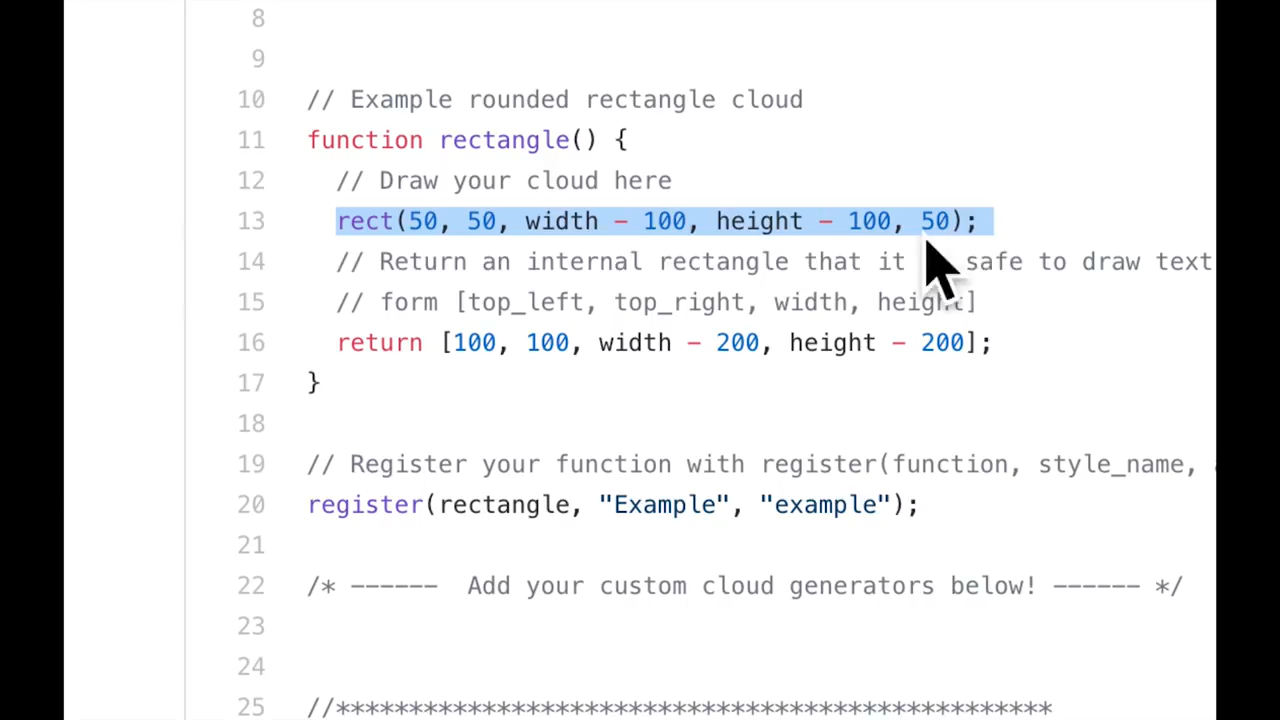 8
9
10 // Example rounded rectangle cloud
11 function rectangle() {
12 // Draw your cloud here
13 rect(50, 50, width - 100, height - 100, 50);
14 // Return an internal rectangle that it safe to draw text
15 // form [top_left, top_right, width, height]
16 return [100, 100, width - 200, height - 200];
17 }
18
19 // Register your function with register(function, style_name,
20 register(rectangle, "Example", "example");
21
22 /* ------ Add your custom cloud generators below! ------ */
23
24
25 //*************************************************